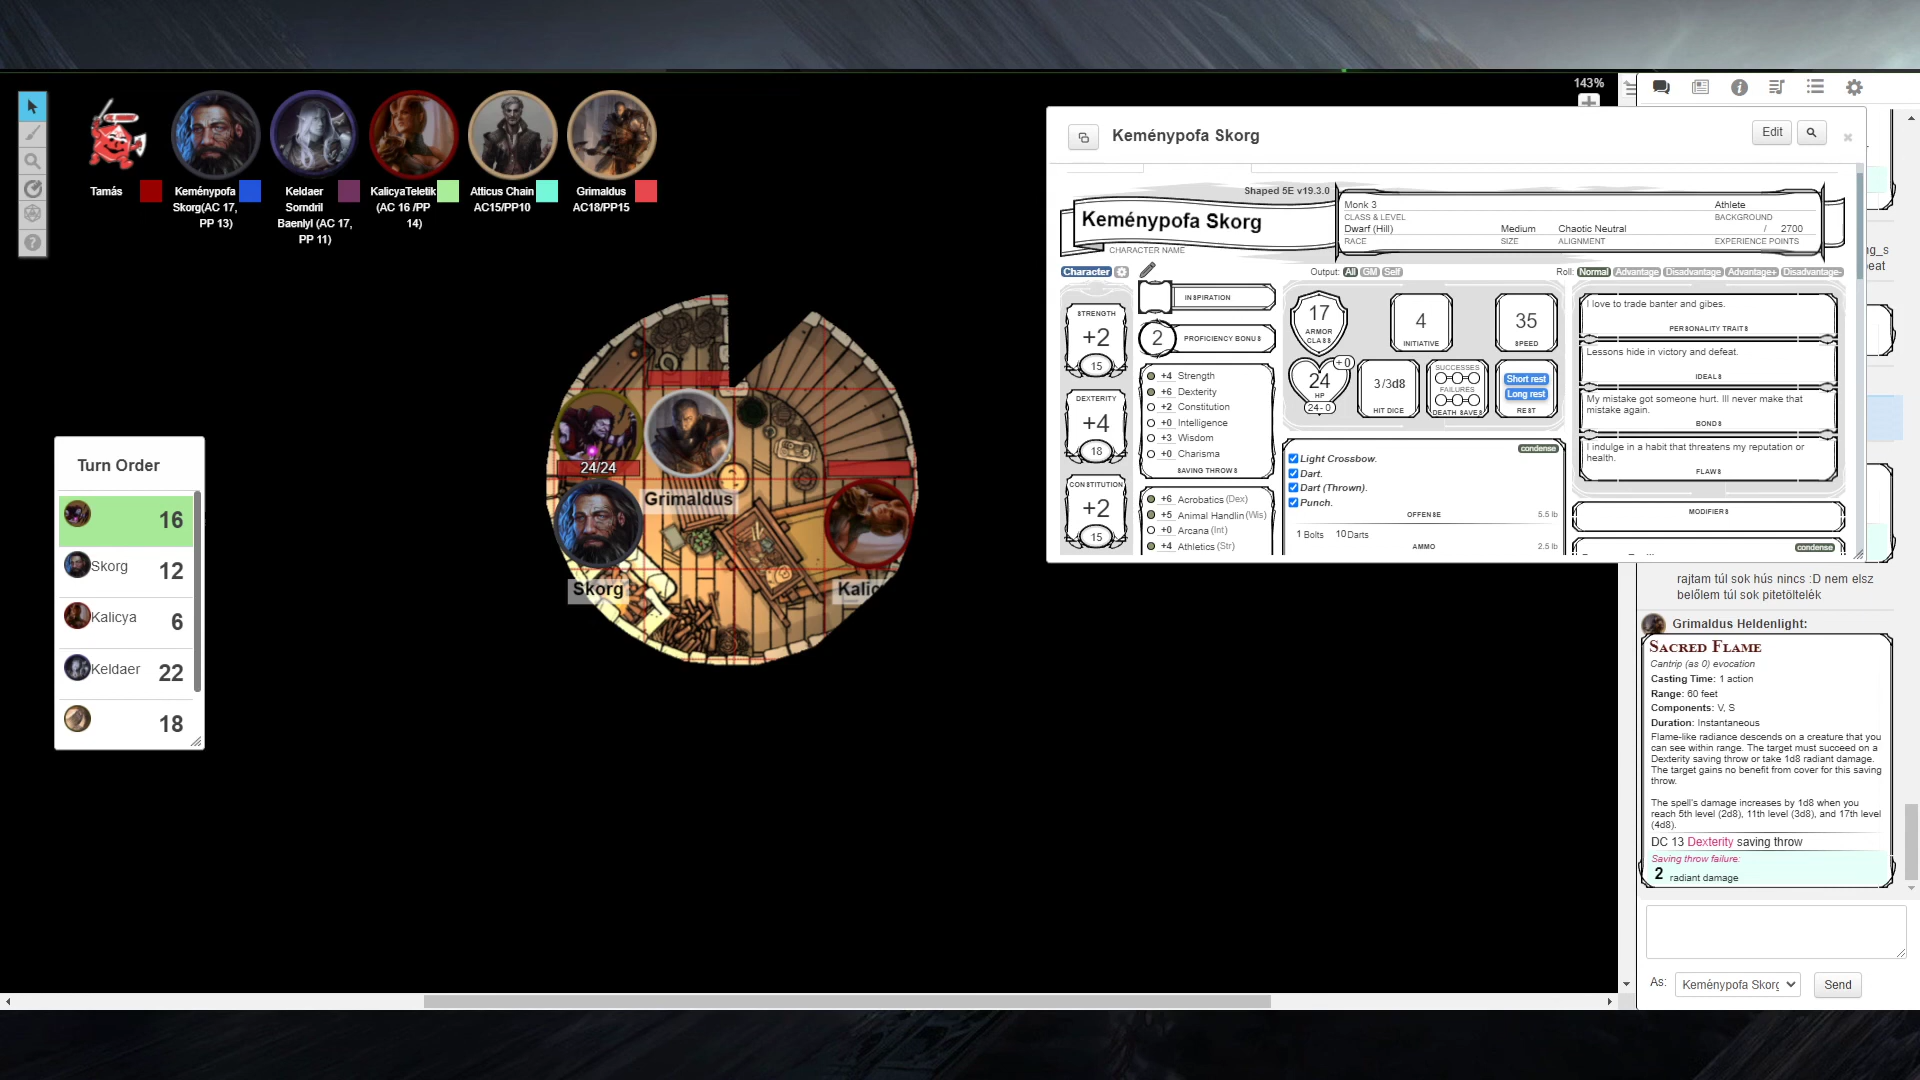 143%
Tamás
Keménypofa
Skorg(AC 17,
PP 13)
Keldaer
Sorndril
Baenlyl (AC 17,
PP 11)
KalicyaTeletik
(AC 16 /PP
14)
Atticus Chain
AC15/PP10
Grimaldus
AC18/PP15
Turn Order
16
Skorg 12
Kalicya 6
Keldaer 22
18
24/24
Grimaldus
Skorg
Kalic
Keménypofa Skorg
Edit
Shaped 5E v19.3.0
Keménypofa Skorg
CHARACTER NAME
Monk 3 Athlete
CLASS & LEVEL BACKGROUND
Dwarf (Hill) Medium Chaotic Neutral / 2700
RACE SIZE ALIGNMENT EXPERIENCE POINTS
Character
Output: All GM Self
Roll: Normal Advantage Disadvantage Advantage+ Disadvantage-
STRENGTH
+2
15
DEXTERITY
+4
18
CONSTITUTION
+2
15
INSPIRATION
2 PROFICIENCY BONUS
+4 Strength
+6 Dexterity
+2 Constitution
+0 Intelligence
+3 Wisdom
+0 Charisma
SAVING THROWS
+6 Acrobatics (Dex)
+5 Animal Handlin (Wis)
+0 Arcana (Int)
+4 Athletics (Str)
17
ARMOR
CLASS
4
INITIATIVE
35
SPEED
+0
24
HP
24 - 0
3/3d8
HIT DICE
SUCCESSES
FAILURES
DEATH SAVES
Short rest
Long rest
REST
condense
Light Crossbow.
Dart.
Dart (Thrown).
Punch.
OFFENSE 5.5 lb
1 Bolts 10 Darts
AMMO 2.5 lb
I love to trade banter and gibes.
PERSONALITY TRAITS
Lessons hide in victory and defeat.
IDEALS
My mistake got someone hurt. Ill never make that
mistake again.
BONDS
I indulge in a habit that threatens my reputation or
health.
FLAWS
MODIFIERS
condense
ng_s
eat
rajtam túl sok hús nincs :D nem elsz
belőlem túl sok pitetöltelék
Grimaldus Heldenlight:
SACRED FLAME
Cantrip (as 0) evocation
Casting Time: 1 action
Range: 60 feet
Components: V, S
Duration: Instantaneous
Flame-like radiance descends on a creature that you
can see within range. The target must succeed on a
Dexterity saving throw or take 1d8 radiant damage.
The target gains no benefit from cover for this saving
throw.
The spell's damage increases by 1d8 when you
reach 5th level (2d8), 11th level (3d8), and 17th level
(4d8).
DC 13 Dexterity saving throw
Saving throw failure:
2 radiant damage
As: Keménypofa Skorg Send